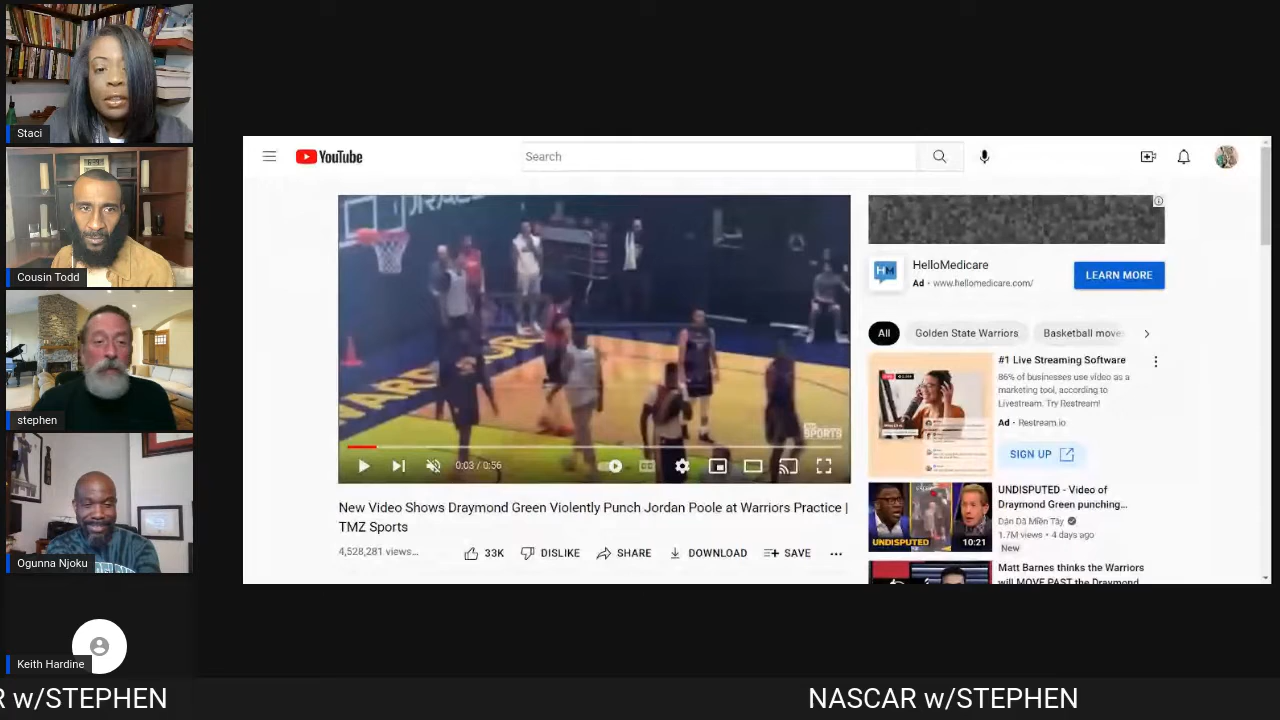 Staci
Cousin Todd
stephen
Ogunna Njoku
Keith Hardine
YouTube
Search
SPORTS
0:03 / 0:56
New Video Shows Draymond Green Violently Punch Jordan Poole at Warriors Practice |
TMZ Sports
4,528,281 views...
33K
DISLIKE
SHARE
DOWNLOAD
SAVE
HM
HelloMedicare
Ad · www.hellomedicare.com/
LEARN MORE
All
Golden State Warriors
Basketball moves
#1 Live Streaming Software
86% of businesses use video as a
marketing tool, according to
Livestream. Try Restream!
Ad · Restream.io
SIGN UP
UNDISPUTED
10:21
UNDISPUTED - Video of
Draymond Green punching...
Dán Dã Miền Tây
1.7M views · 4 days ago
New
Matt Barnes thinks the Warriors
will MOVE PAST the Draymond
R w/STEPHEN
NASCAR w/STEPHEN